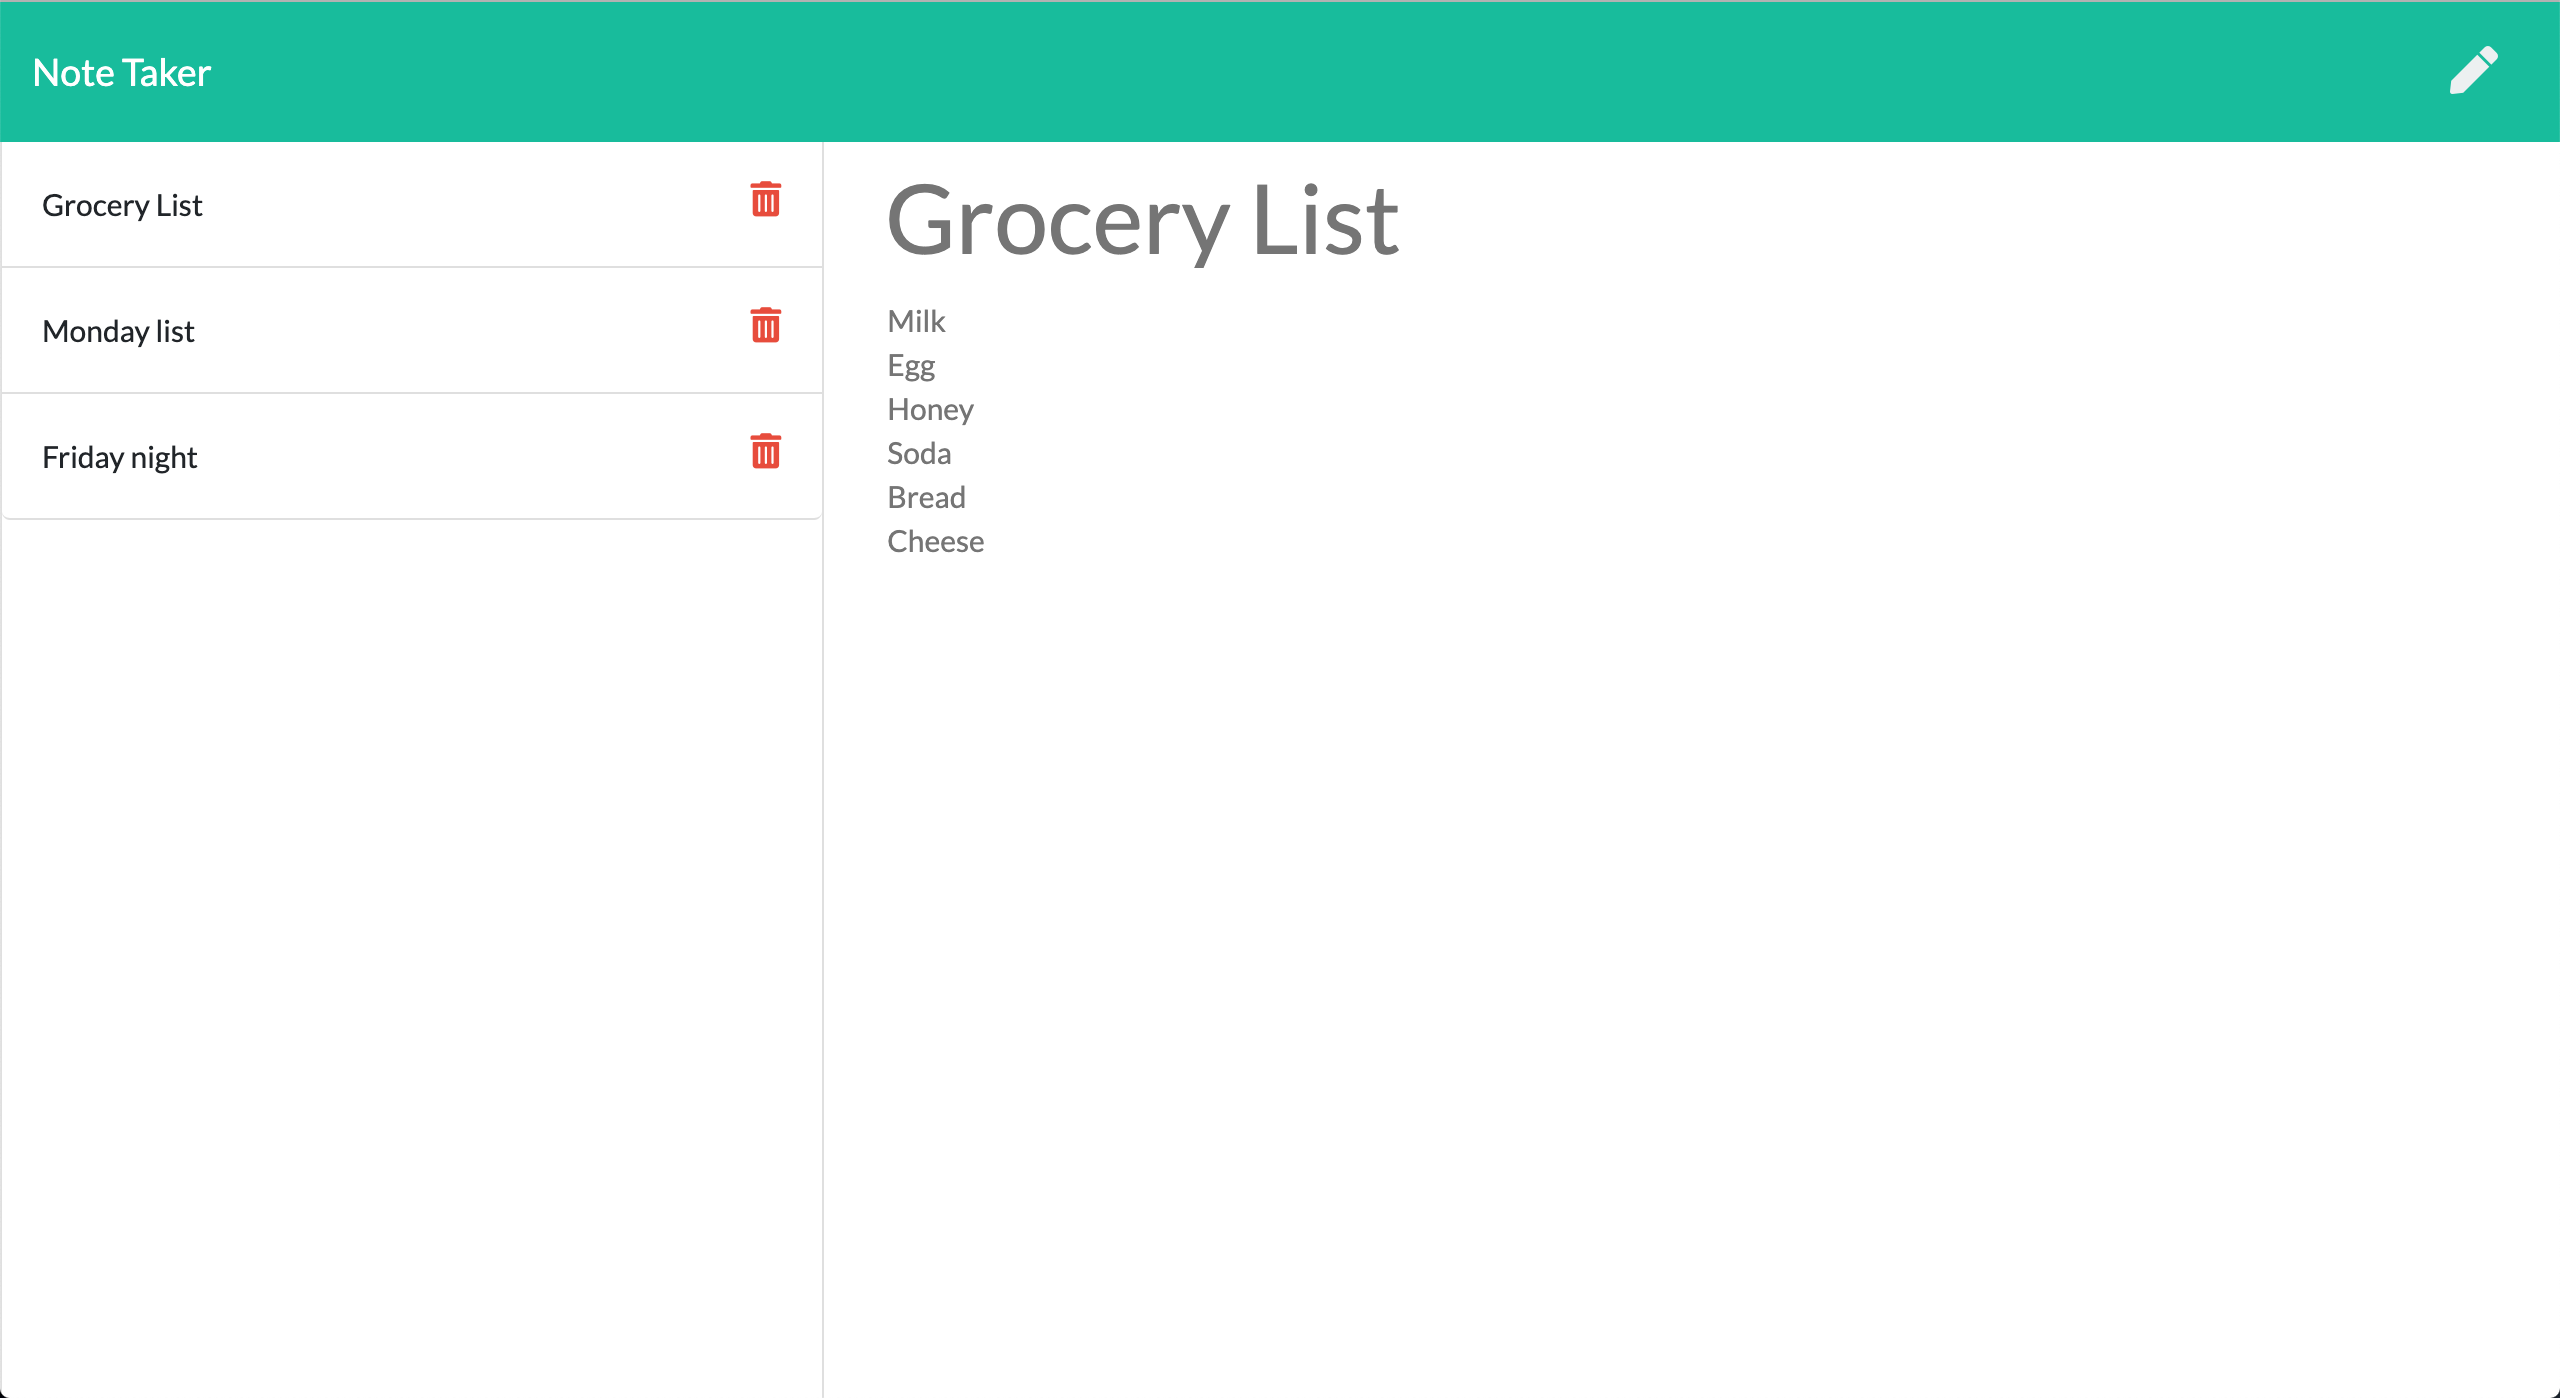 Note Taker
Grocery List
Monday list
Friday night
Grocery List
Milk
Egg
Honey
Soda
Bread
Cheese